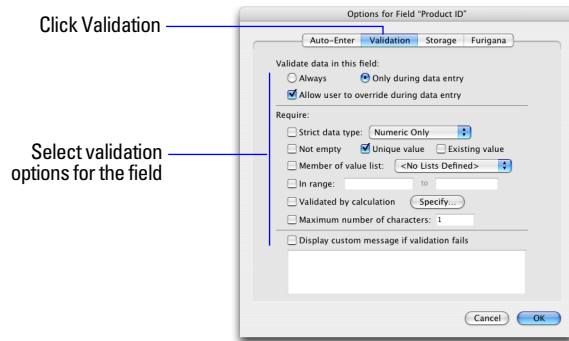 Click Validation
Select validation
options for the field
Options for Field “Product ID”
Auto-Enter Validation Storage Furigana
Validate data in this field:
Always Only during data entry
Allow user to override during data entry
Require:
Strict data type: Numeric Only
Not empty Unique value Existing value
Member of value list: <No Lists Defined>
In range: to
Validated by calculation Specify...
Maximum number of characters: 1
Display custom message if validation fails
Cancel OK